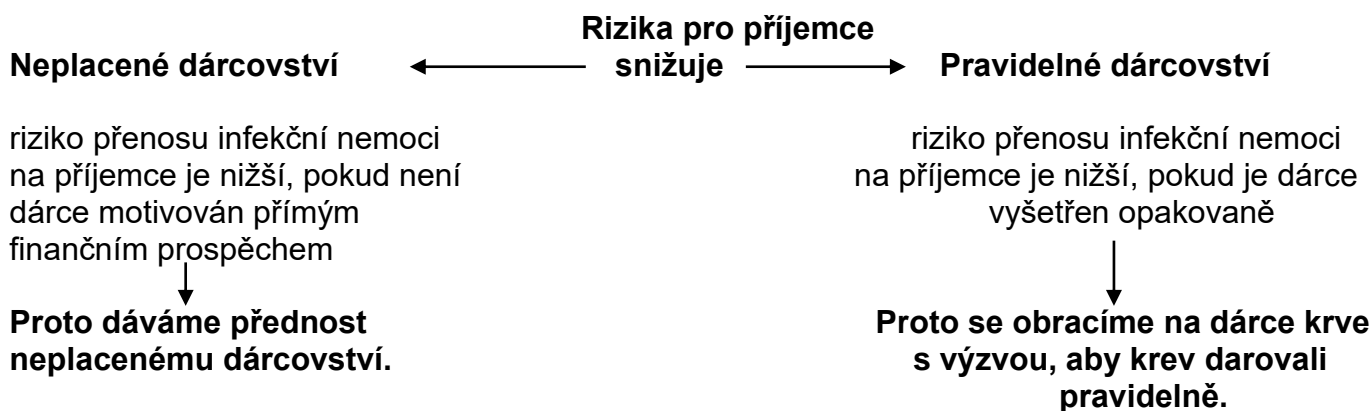 Rizika pro příjemce
Neplacené dárcovství snižuje Pravidelné dárcovství
riziko přenosu infekční nemoci
na příjemce je nižší, pokud není
dárce motivován přímým
finančním prospěchem
Proto dáváme přednost
neplacenému dárcovství.
riziko přenosu infekční nemoci
na příjemce je nižší, pokud je dárce
vyšetřen opakovaně
Proto se obracíme na dárce krve
s výzvou, aby krev darovali
pravidelně.